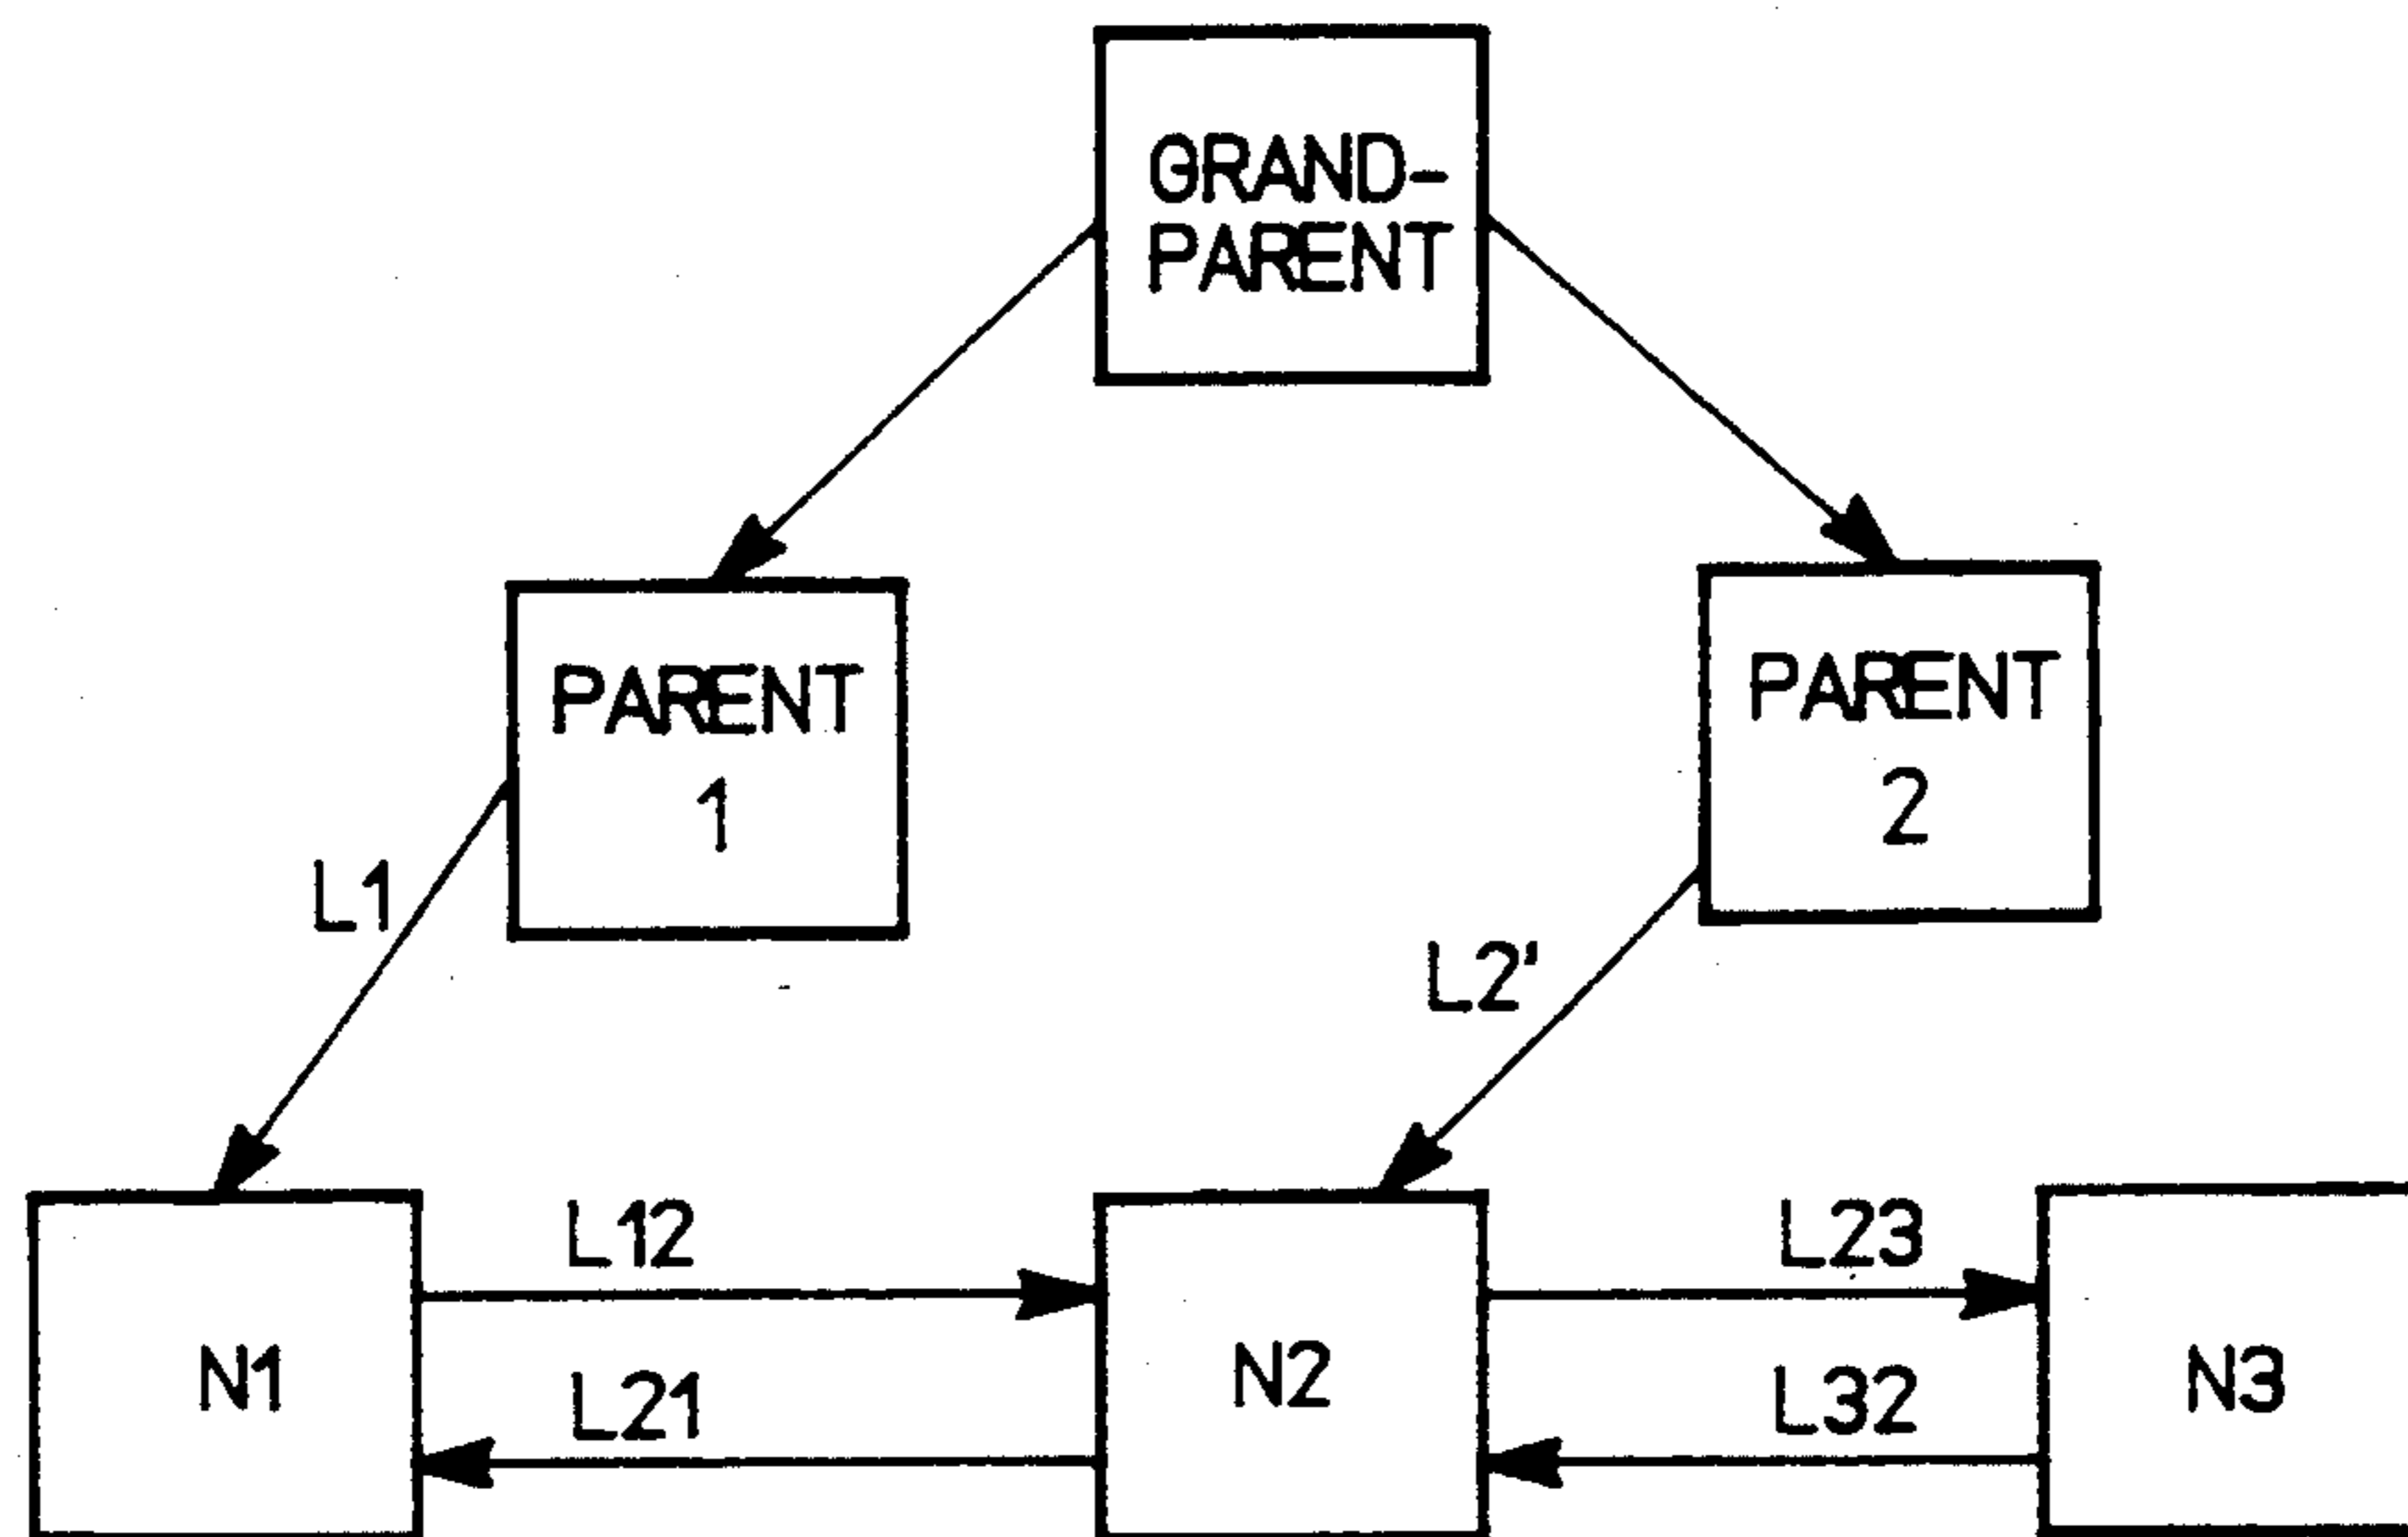 GRAND-
PARENT
PARENT
1
PARENT
2
L1
L2'
L12
L23
N1
N2
N3
L21
L32